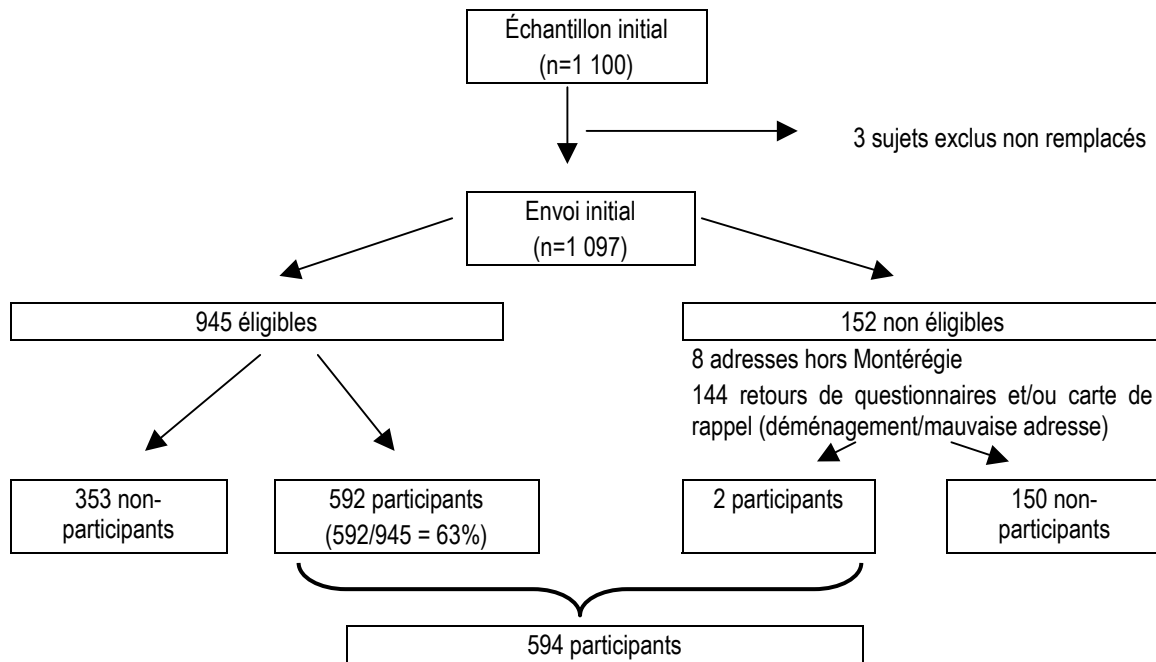 Échantillon initial
(n=1 100)
3 sujets exclus non remplacés
Envoi initial
(n=1 097)
945 éligibles
152 non éligibles
8 adresses hors Montérégie
144 retours de questionnaires et/ou carte de
rappel (déménagement/mauvaise adresse)
353 non-
participants
592 participants
(592/945 = 63%)
2 participants
150 non-
participants
594 participants